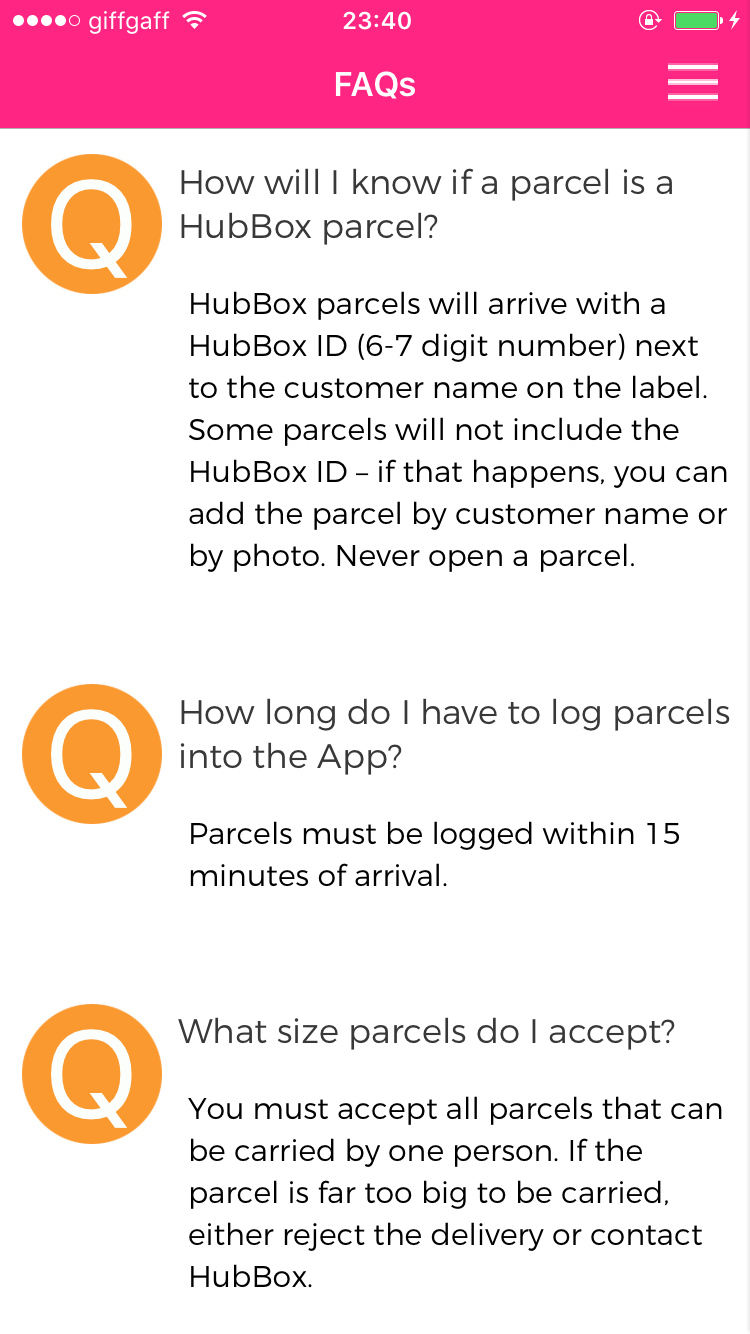 giffgaff 23:40
FAQs
Q
How will I know if a parcel is a
HubBox parcel?
HubBox parcels will arrive with a
HubBox ID (6-7 digit number) next
to the customer name on the label.
Some parcels will not include the
HubBox ID – if that happens, you can
add the parcel by customer name or
by photo. Never open a parcel.
Q
How long do I have to log parcels
into the App?
Parcels must be logged within 15
minutes of arrival.
Q
What size parcels do I accept?
You must accept all parcels that can
be carried by one person. If the
parcel is far too big to be carried,
either reject the delivery or contact
HubBox.